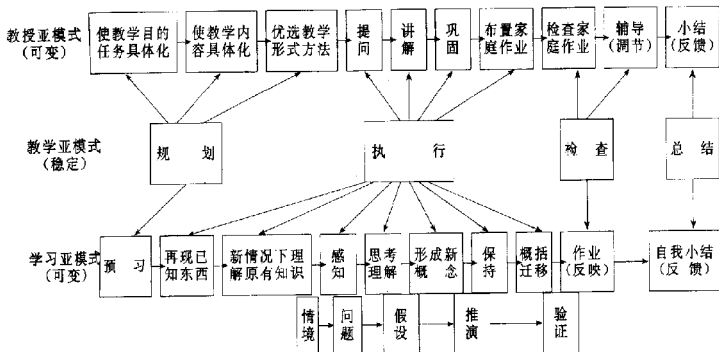 教授亚模式
(可变)
使教学目的
任务具体化
使教学内
容具体化
优选教学
形式方法
提
问
讲
解
巩
固
布置家
庭作业
检查家
庭作业
辅导
(调节)
小结
(反馈)
教学亚模式
(稳定)
规 划
执 行
检 查
总 结
学习亚模式
(可变)
预 习
再现已
知东西
新情况下理
解原有知识
感
知
思考
理解
形成新
概 念
保
持
概括
迁移
作业
(反映)
自我小结
(反 馈)
情
境
问
题
假
设
推
演
验
证